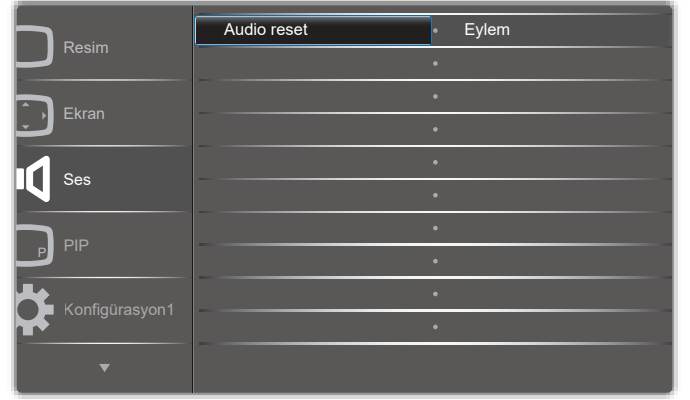 Resim
Audio reset
Eylem
Ekran
Ses
P
PIP
Konfigürasyon1